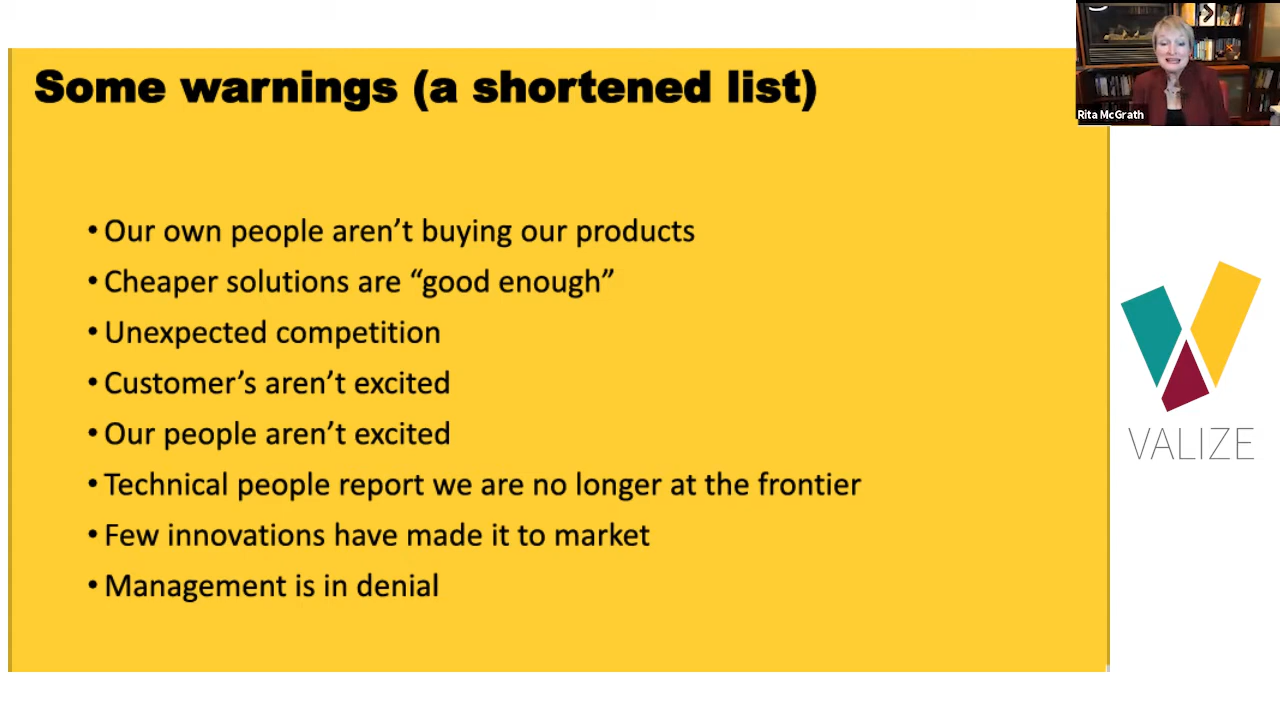 Some warnings (a shortened list)
Rita McGrath
• Our own people aren’t buying our products
• Cheaper solutions are “good enough”
• Unexpected competition
• Customer’s aren’t excited
• Our people aren’t excited
• Technical people report we are no longer at the frontier
• Few innovations have made it to market
• Management is in denial
VALIZE